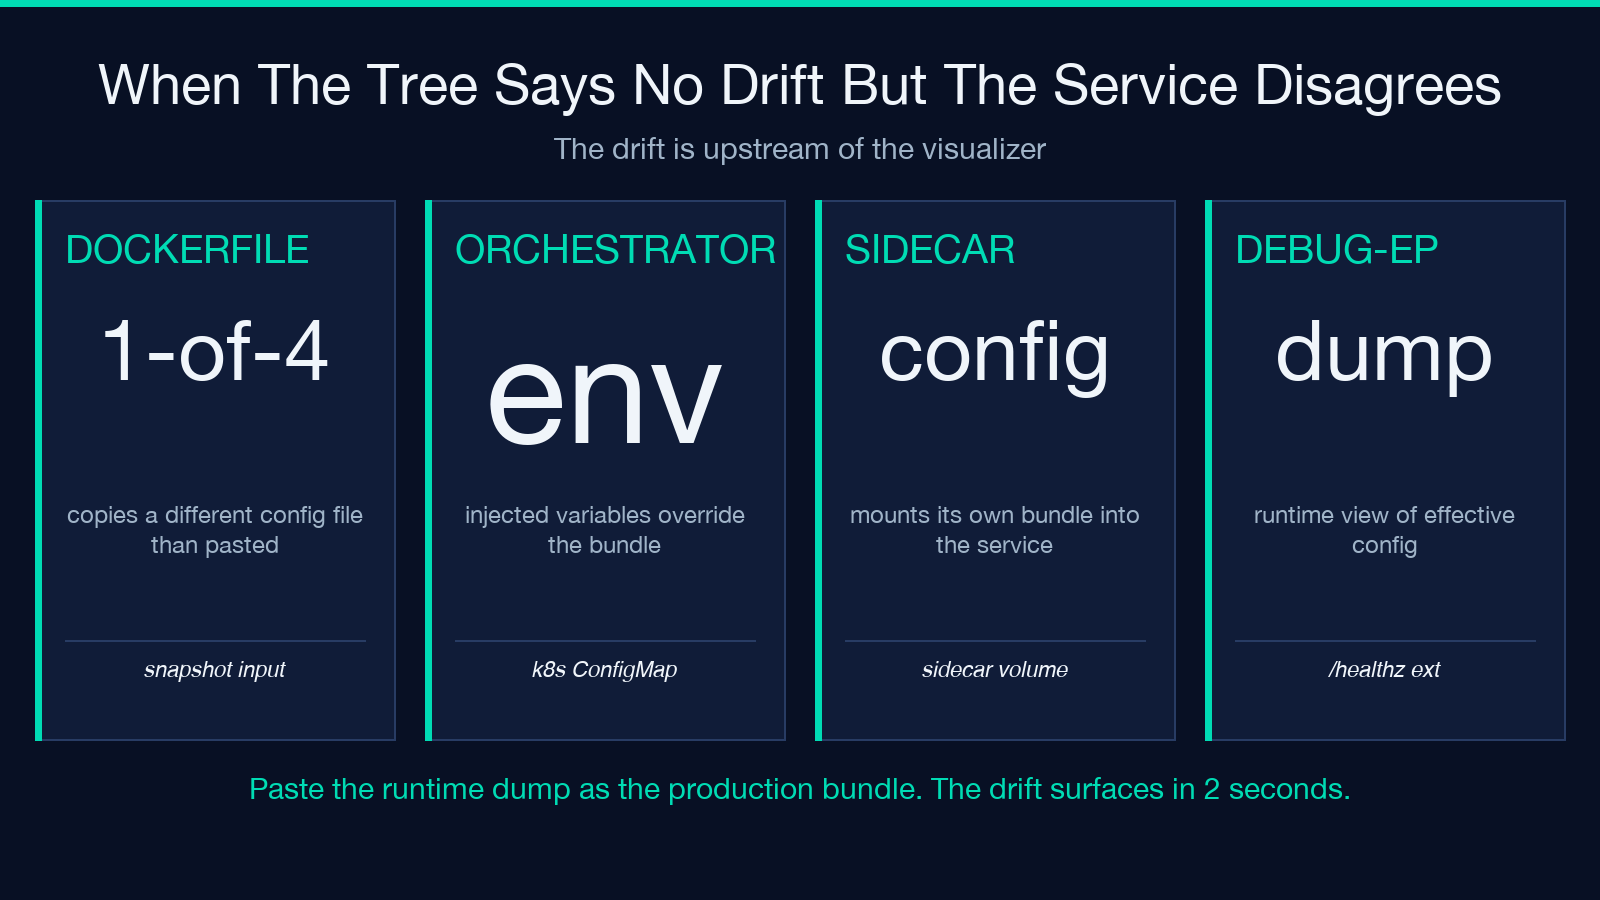 When The Tree Says No Drift But The Service Disagrees
The drift is upstream of the visualizer
DOCKERFILE
1-of-4
copies a different config file
than pasted
snapshot input
ORCHESTRATOR
env
injected variables override
the bundle
k8s ConfigMap
SIDECAR
config
mounts its own bundle into
the service
sidecar volume
DEBUG-EP
dump
runtime view of effective
config
/healthz ext
Paste the runtime dump as the production bundle. The drift surfaces in 2 seconds.